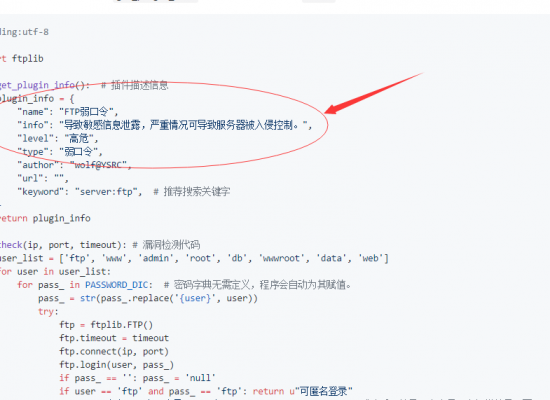 ding:utf-8
rt ftplib
get_plugin_info():  # 插件描述信息
plugin_info = {
"name": "FTP弱口令",
"info": "导致敏感信息泄露，严重情况可导致服务器被入侵控制。",
"level": "高危",
"type": "弱口令",
"author": "wolf@YSRC",
"url": "",
"keyword": "server:ftp",  # 推荐搜索关键字
return plugin_info
check(ip, port, timeout): # 漏洞检测代码
user_list = ['ftp', 'www', 'admin', 'root', 'db', 'wwwroot', 'data', 'web']
for user in user_list:
for pass_ in PASSWORD_DIC:  # 密码字典无需定义，程序会自动为其赋值。
pass_ = str(pass_.replace('{user}', user))
try:
ftp = ftplib.FTP()
ftp.timeout = timeout
ftp.connect(ip, port)
ftp.login(user, pass_)
if pass_ == '': pass_ = 'null'
if user == 'ftp' and pass_ == 'ftp': return u"可匿名登录"